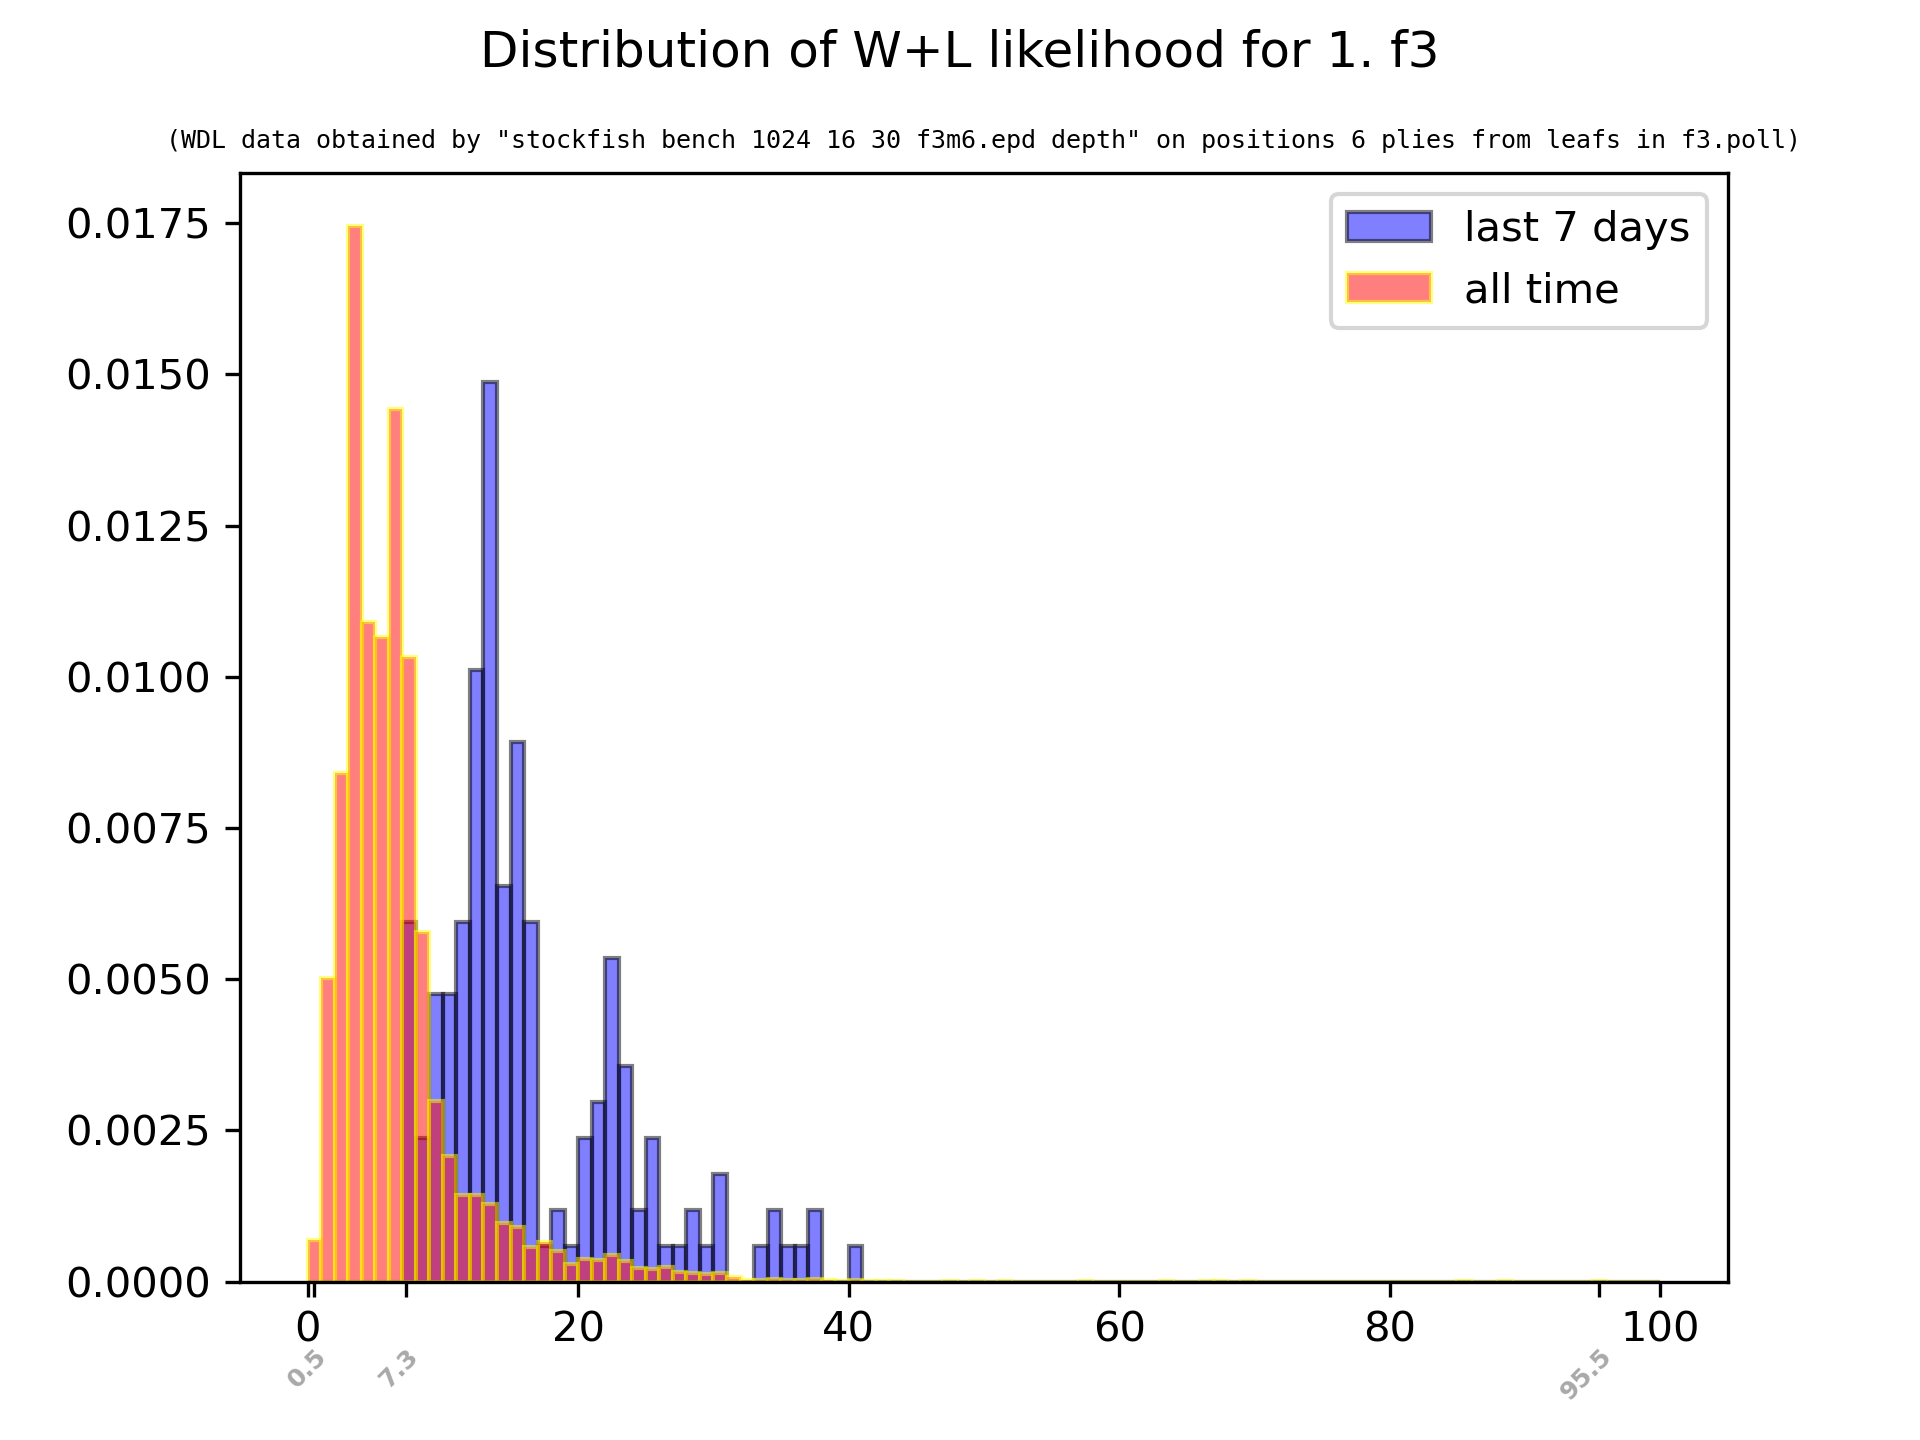 Distribution of W+L likelihood for 1. f3
(WDL data obtained by "stockfish bench 1024 16 30 f3m6.epd depth" on positions 6 plies from leafs in f3.poll)
last 7 days
all time
0.0175
0.0150
0.0125
0.0100
0.0075
0.0050
0.0025
0.0000
0 20 40 60 80 100
0.5 7.3 95.5